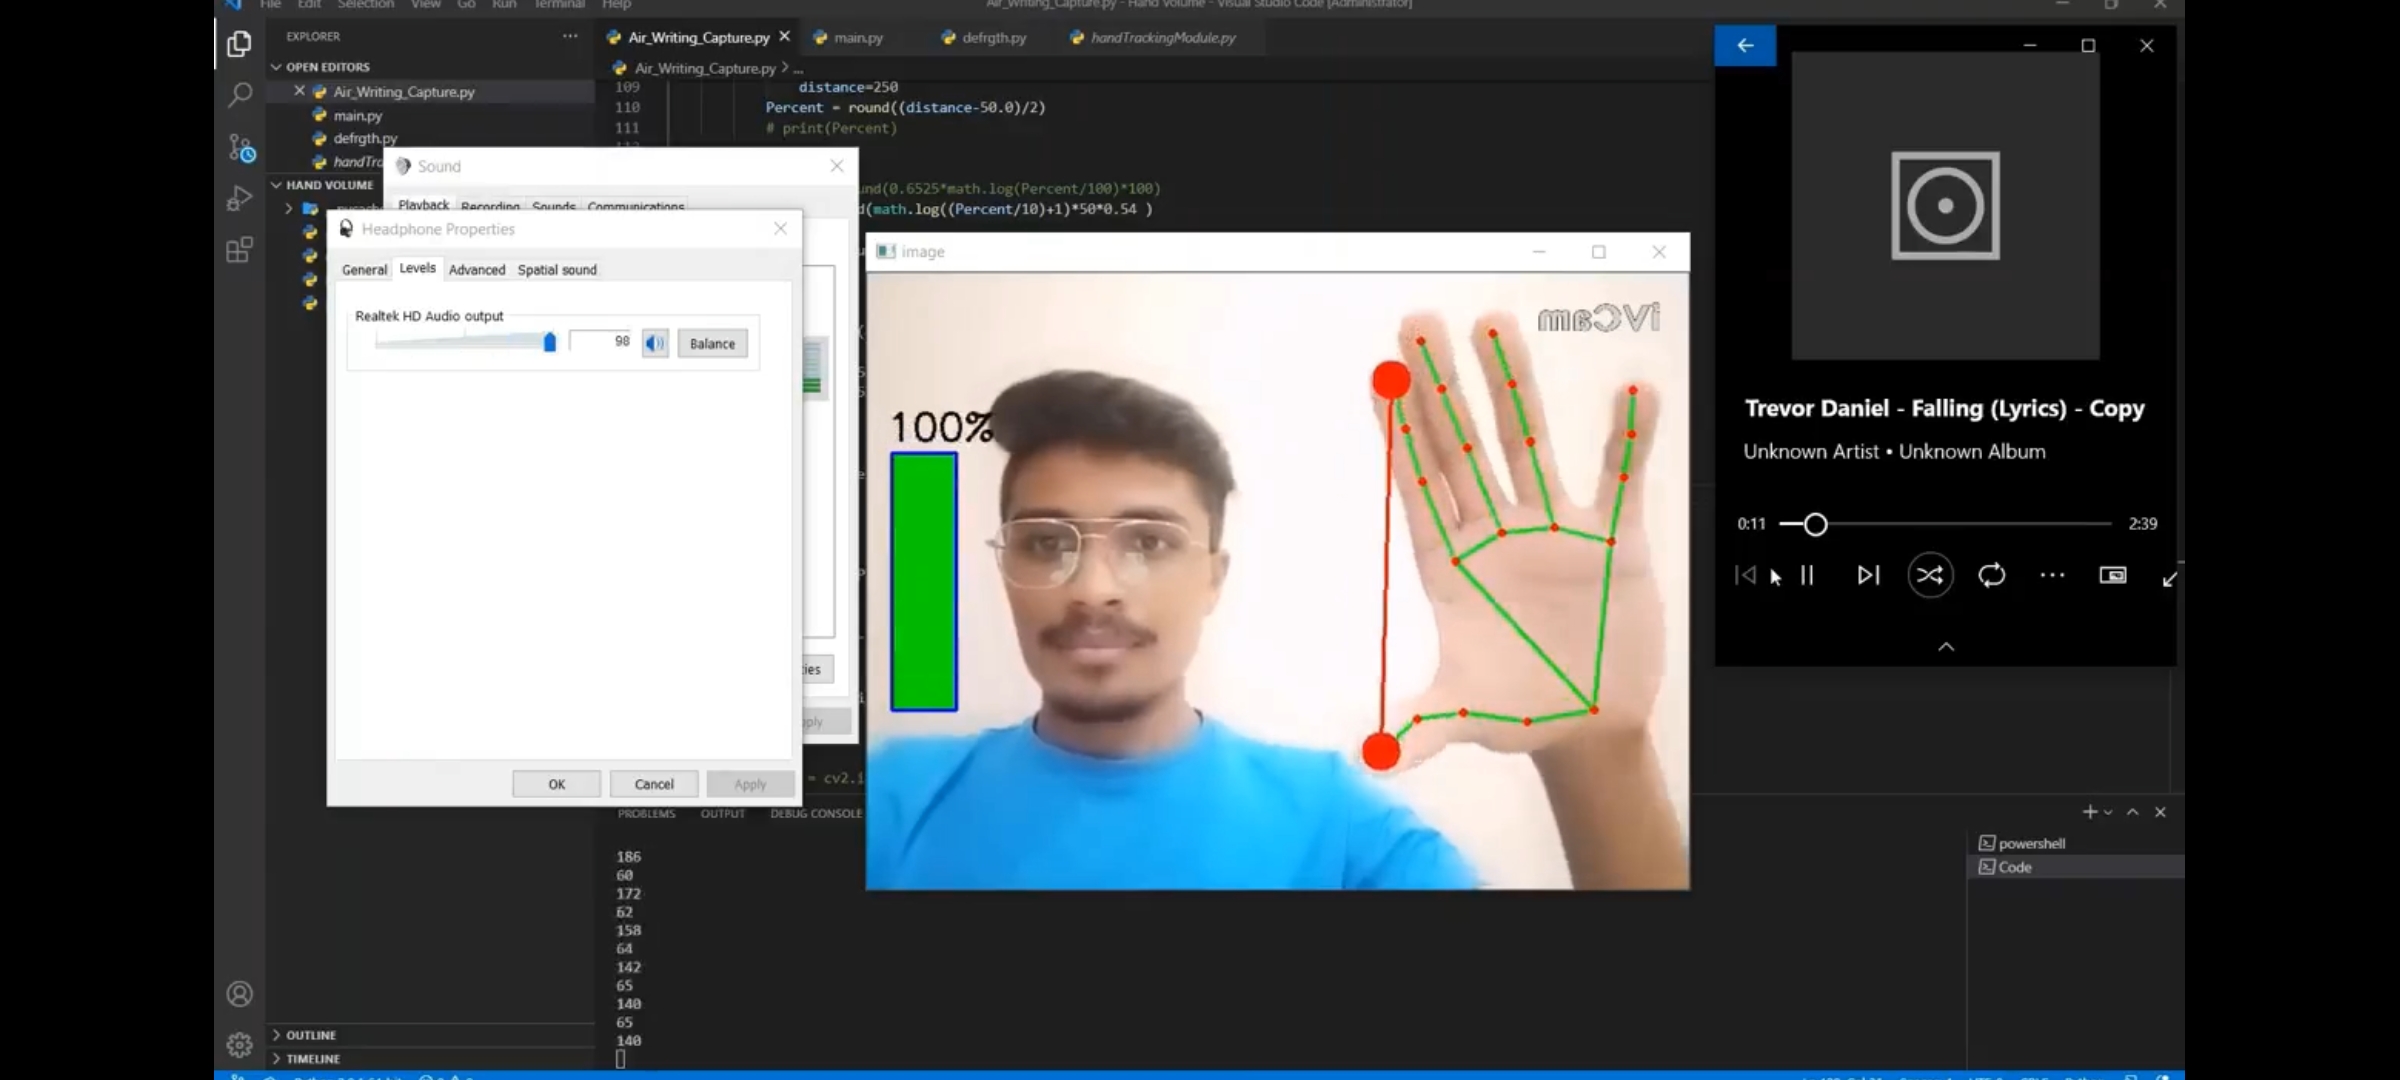 File Edit Selection View Go Run Terminal Help
Air_Writing_Capture.py - Hand Volume - Visual Studio Code [Administrator]
EXPLORER
OPEN EDITORS
Air_Writing_Capture.py
main.py
defrgth.py
HAND VOLUME
OUTLINE
TIMELINE
Air_Writing_Capture.py main.py defrgth.py handTrackingModule.py
Air_Writing_Capture.py > ...
109 distance=250
110 Percent = round((distance-50.0)/2)
111 # print(Percent)
(0.6525*math.log(Percent/100)*100)
(math.log((Percent/10)+1)*50*0.54 )
= cv2.i
Sound
Playback Recording Sounds Communications
Headphone Properties
General Levels Advanced Spatial sound
Realtek HD Audio output
98 Balance
OK Cancel Apply
image
iVCam
100%
PROBLEMS OUTPUT DEBUG CONSOLE
186
60
172
62
158
64
142
65
140
65
140
powershell
Code
Trevor Daniel - Falling (Lyrics) - Copy
Unknown Artist • Unknown Album
0:11 2:39